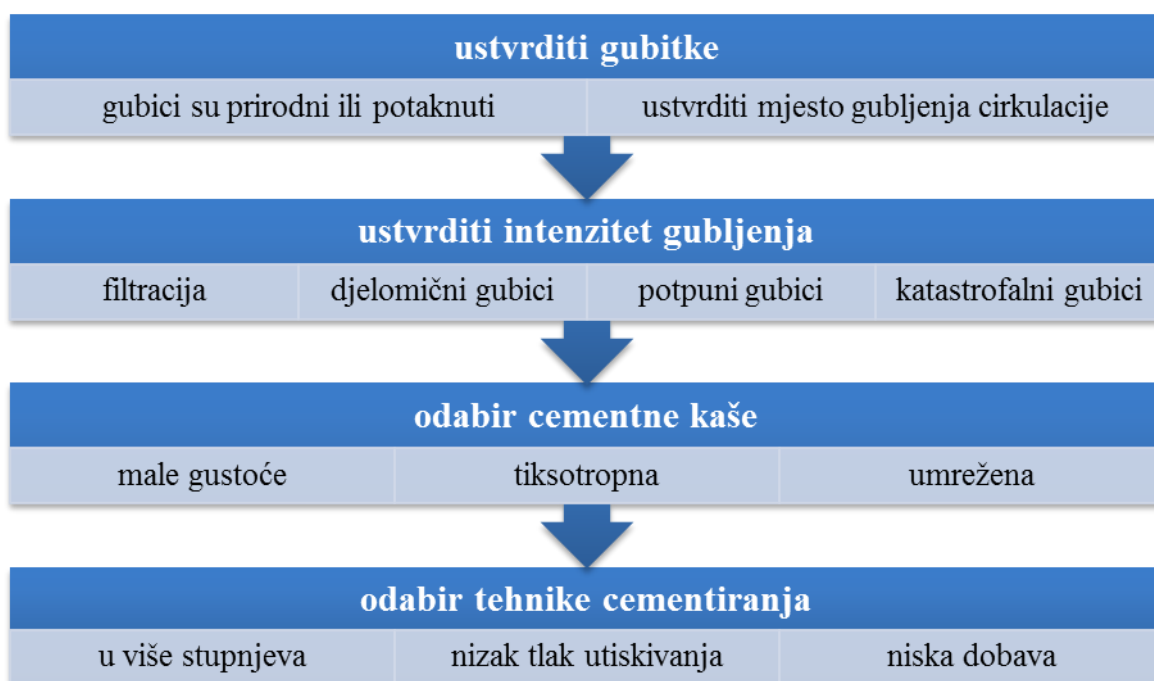 ustvrditi gubitke
gubici su prirodni ili potaknuti
ustvrditi mjesto gubljenja cirkulacije
ustvrditi intenzitet gubljenja
filtracija
djelomični gubici
potpuni gubici
katastrofalni gubici
odabir cementne kaše
male gustoće
tiksotropna
umrežena
odabir tehnike cementiranja
u više stupnjeva
nizak tlak utiskivanja
niska dobava